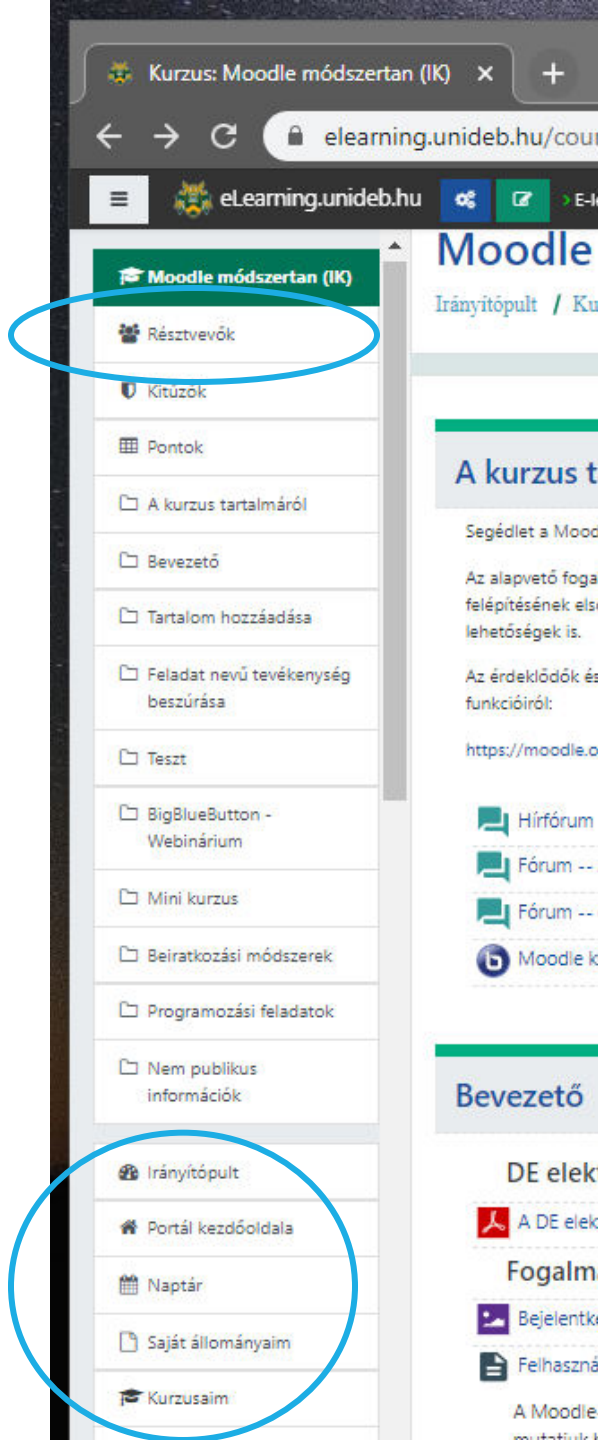 Kurzus: Moodle módszertan (IK)
elearning.unideb.hu/cour
eLearning.unideb.hu
Moodle
Irányítópult / Ku
Moodle módszertan (IK)
Résztvevők
Kitűzők
Pontok
A kurzus tartalmáról
Bevezető
Tartalom hozzáadása
Feladat nevű tevékenység
beszúrása
Teszt
BigBlueButton -
Webinárium
Mini kurzus
Beiratkozási módszerek
Programozási feladatok
Nem publikus
információk
Irányítópult
Portál kezdőoldala
Naptár
Saját állományaim
Kurzusaim
A kurzus t
Segédlet a Mood
Az alapvető foga
felépítésének els
lehetőségek is.
Az érdeklődők és
funkcióiról:
https://moodle.o
Hírfórum
Fórum --
Fórum --
Moodle k
Bevezető
DE elek
A DE elek
Fogalm
Bejelentke
Felhaszná
A Moodle